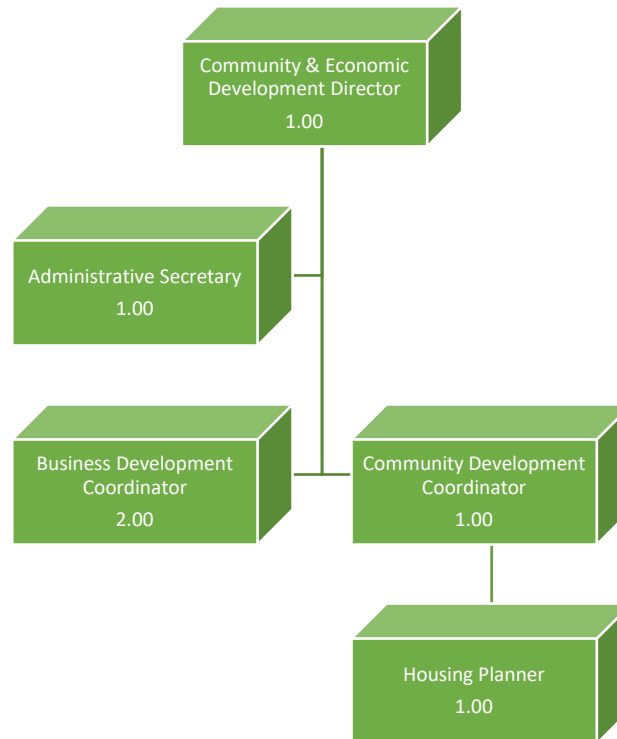 Community & Economic
Development Director
1.00
Administrative Secretary
1.00
Business Development
Coordinator
2.00
Community Development
Coordinator
1.00
Housing Planner
1.00